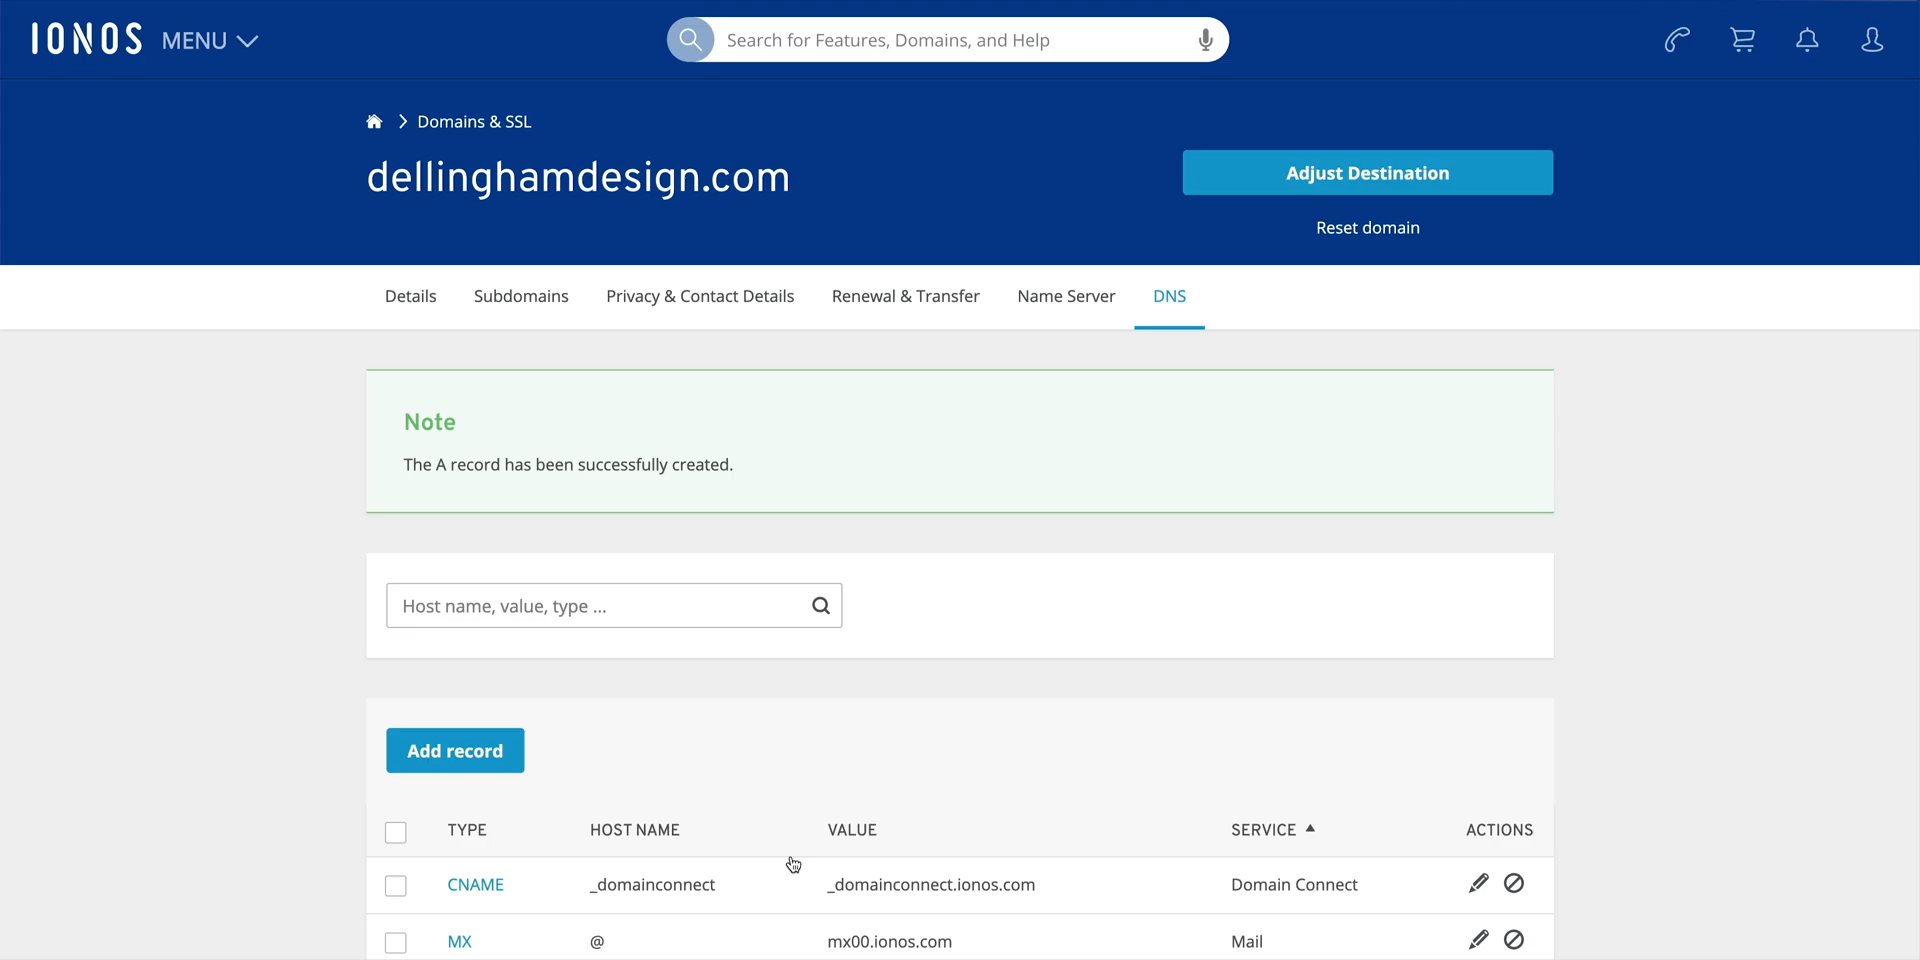 IONOS MENU
Search for Features, Domains, and Help
Domains & SSL
dellinghamdesign.com
Adjust Destination
Reset domain
Details Subdomains Privacy & Contact Details Renewal & Transfer Name Server DNS
Note
The A record has been successfully created.
Host name, value, type ...
Add record
TYPE HOST NAME VALUE SERVICE ACTIONS
CNAME _domainconnect _domainconnect.ionos.com Domain Connect
MX @ mx00.ionos.com Mail